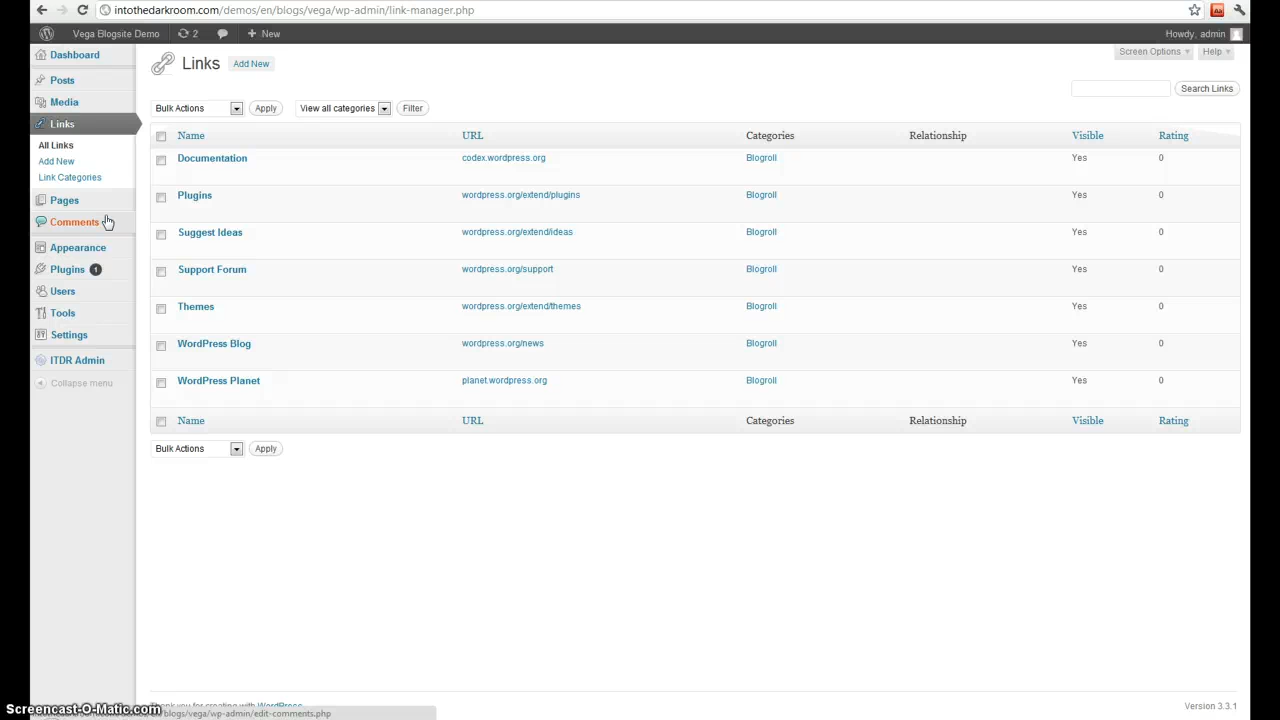 intothedarkroom.com/demos/en/blogs/vega/wp-admin/link-manager.php
Vega Blogsite Demo 2 New Howdy, admin
Dashboard
Posts
Media
Links
All Links
Add New
Link Categories
Pages
Comments
Appearance
Plugins 1
Users
Tools
Settings
ITDR Admin
Collapse menu
Screen Options Help
Links Add New
Search Links
Bulk Actions Apply View all categories Filter
Name URL Categories Relationship Visible Rating
Documentation codex.wordpress.org Blogroll Yes 0
Plugins wordpress.org/extend/plugins Blogroll Yes 0
Suggest Ideas wordpress.org/extend/ideas Blogroll Yes 0
Support Forum wordpress.org/support Blogroll Yes 0
Themes wordpress.org/extend/themes Blogroll Yes 0
WordPress Blog wordpress.org/news Blogroll Yes 0
WordPress Planet planet.wordpress.org Blogroll Yes 0
Name URL Categories Relationship Visible Rating
Bulk Actions Apply
Thank you for creating with WordPress Version 3.3.1
Screencast-O-Matic.com
blogs/vega/wp-admin/edit-comments.php